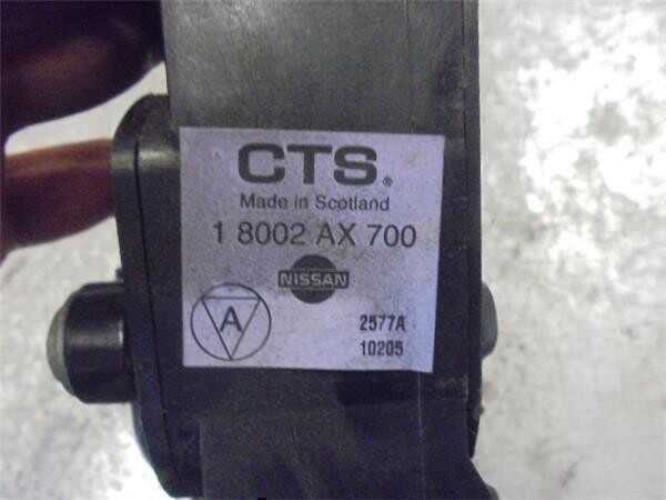 CTS®
Made in Scotland
1 8002 AX 700
NISSAN
A
2577A
10205